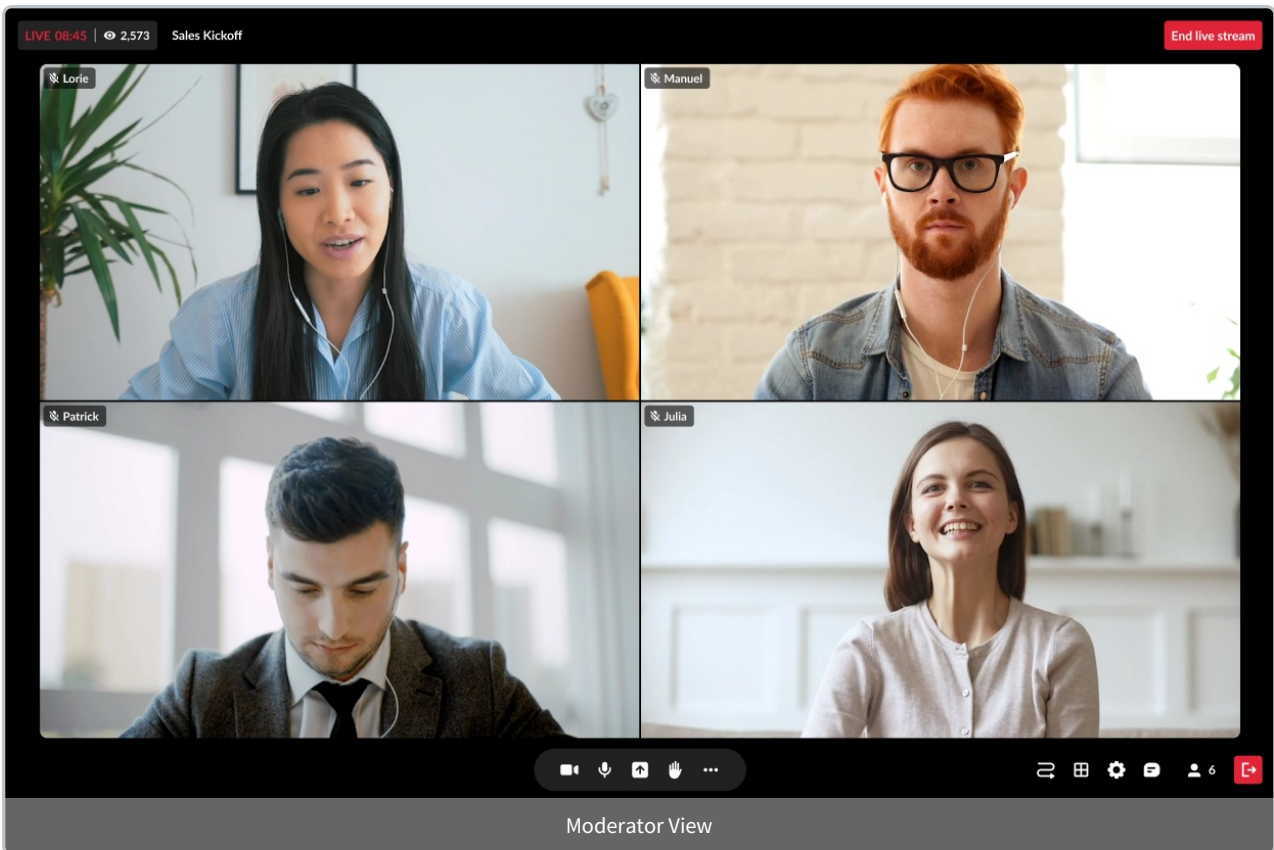 LIVE 08:45 2,573 Sales Kickoff End live stream
Lorie Manuel
Patrick Julia
6
Moderator View